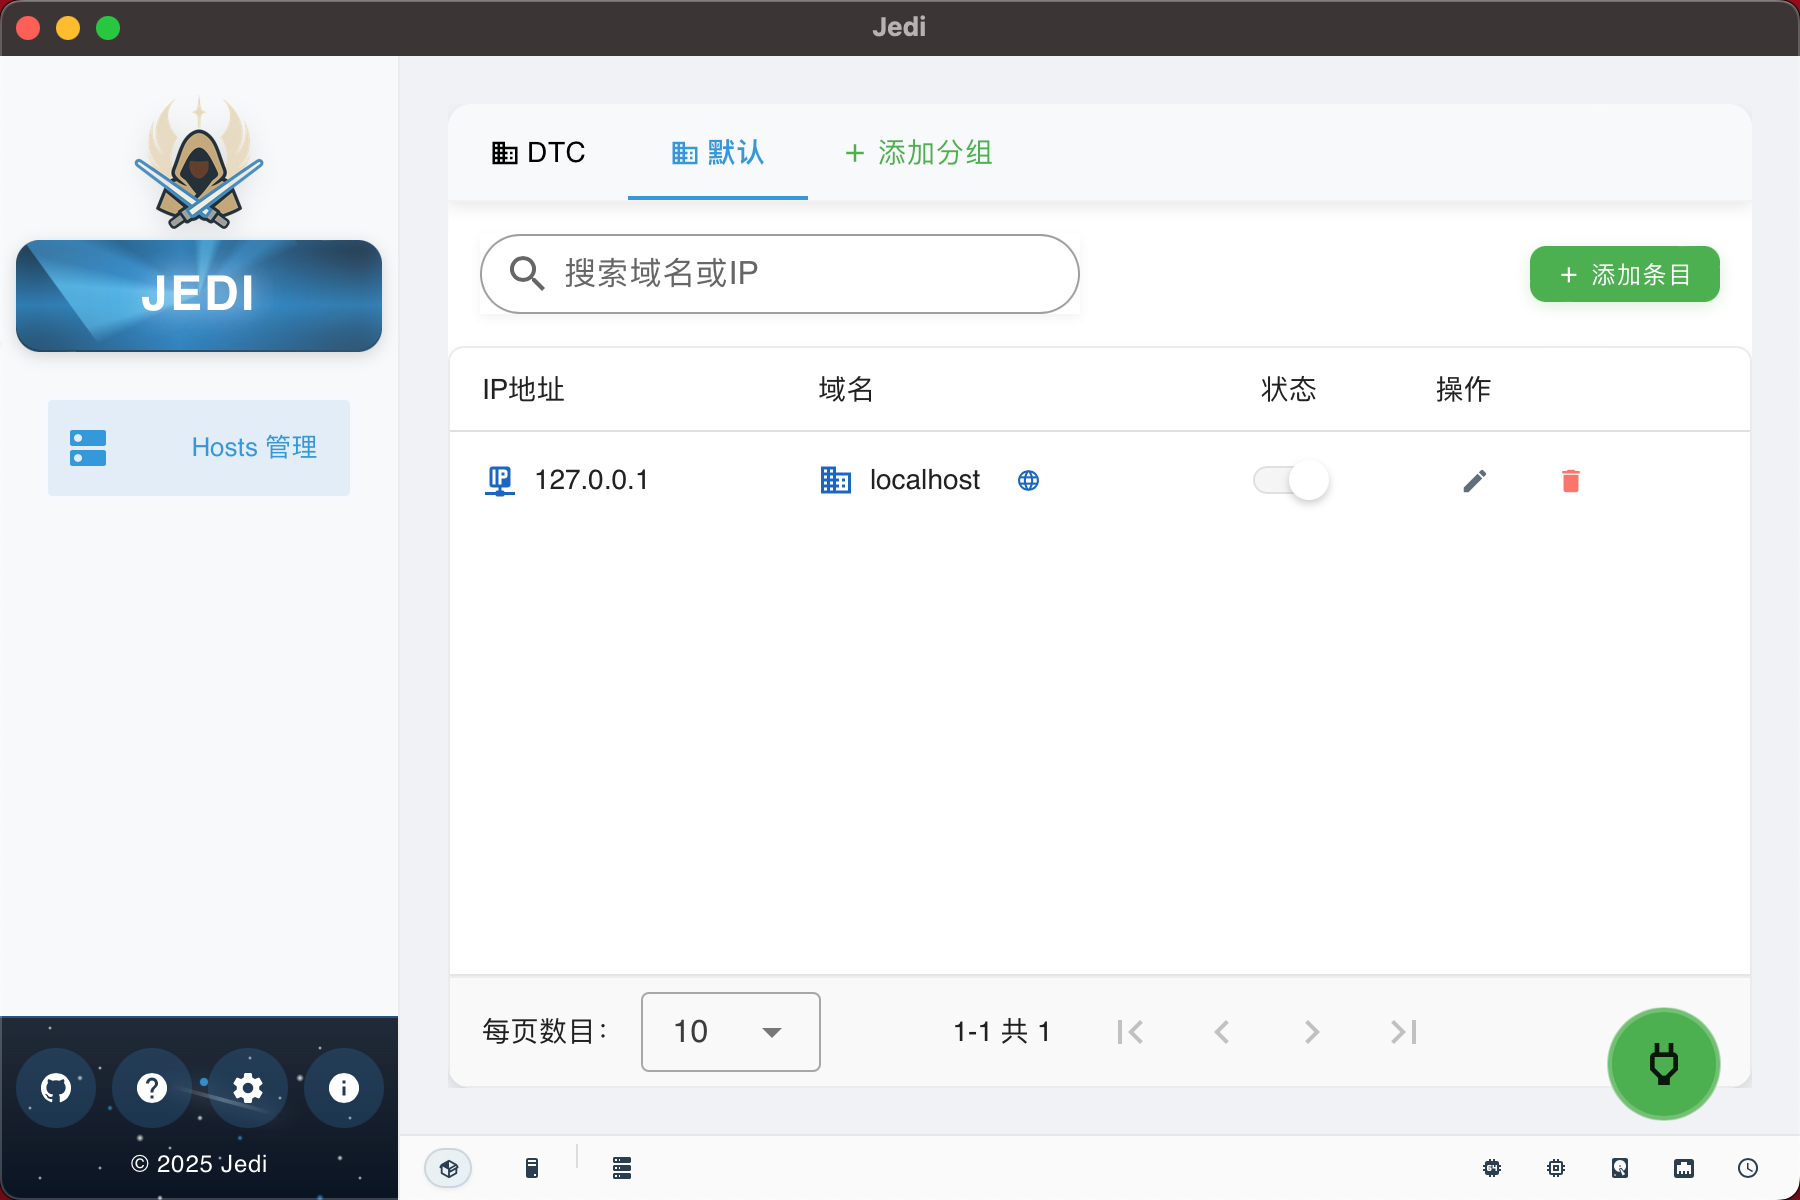 Jedi
JEDI
Hosts 管理
© 2025 Jedi
DTC
默认
+ 添加分组
搜索域名或IP
+ 添加条目
IP地址 域名 状态 操作
127.0.0.1 localhost
每页数目: 10 1-1 共 1